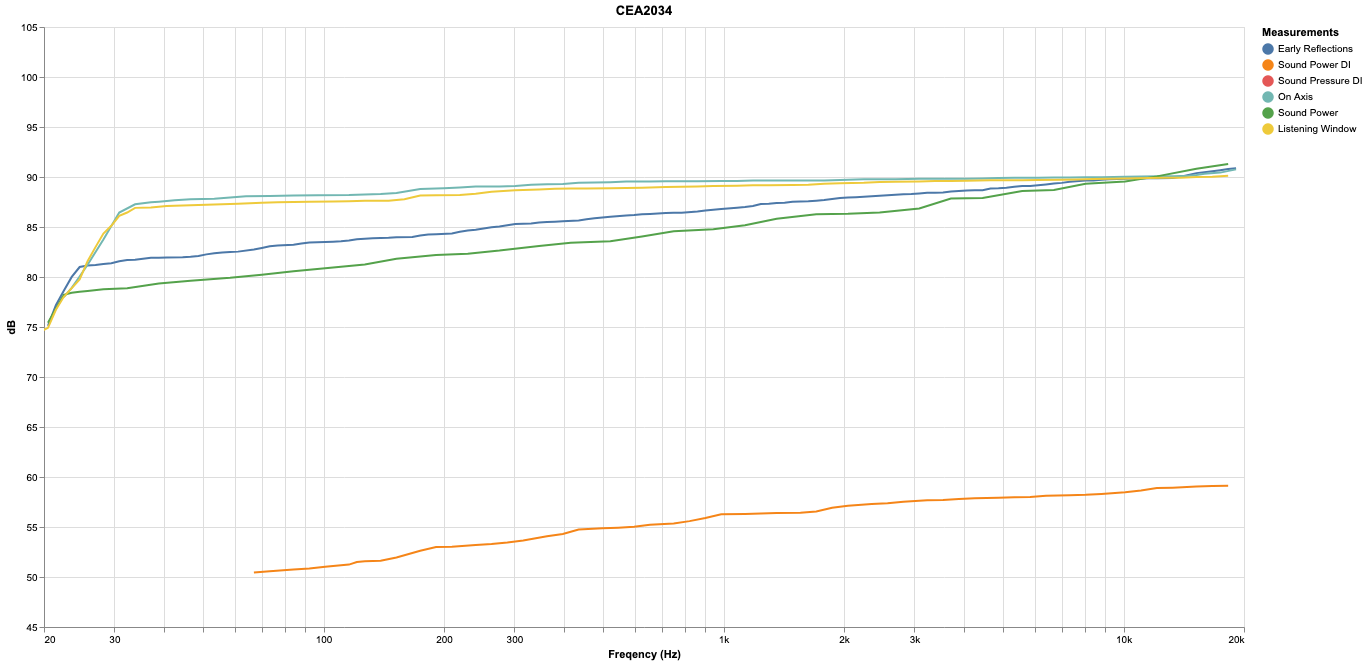 CEA2034
105
100
95
90
85
80
75
70
65
60
55
50
45
dB
20
30
100
200
300
1k
2k
3k
10k
20k
Freqency (Hz)
Measurements
Early Reflections
Sound Power DI
Sound Pressure DI
On Axis
Sound Power
Listening Window